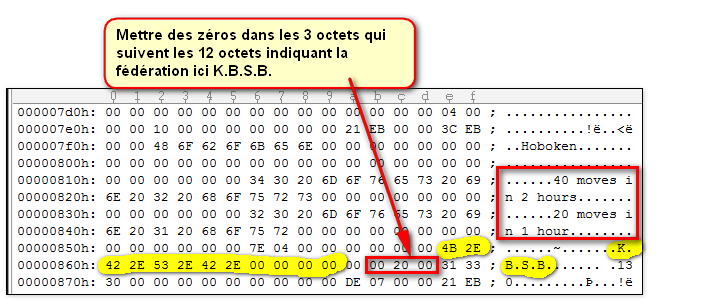 Mettre des zéros dans les 3 octets qui
suivent les 12 octets indiquant la
fédération ici K.B.S.B.
0 1 2 3 4 5 6 7 8 9 a b c d e f
000007d0h: 00 00 00 00 00 00 00 00 00 00 00 00 00 00 04 00 ; ................
000007e0h: 00 00 10 00 00 00 00 00 00 00 21 EB 00 00 3C EB ; ..........!ë..<ë
000007f0h: 00 00 48 6F 62 6F 6B 65 6E 00 00 00 00 00 00 00 ; ..Hoboken.......
00000800h: 00 00 00 00 00 00 00 00 00 00 00 00 00 00 00 00 ; ................
00000810h: 00 00 00 00 00 00 34 30 20 6D 6F 76 65 73 20 69 ; ......40 moves i
00000820h: 6E 20 32 20 68 6F 75 72 73 00 00 00 00 00 00 00 ; n 2 hours.......
00000830h: 00 00 00 00 00 00 32 30 20 6D 6F 76 65 73 20 69 ; ......20 moves i
00000840h: 6E 20 31 20 68 6F 75 72 00 00 00 00 00 00 00 00 ; n 1 hour........
00000850h: 00 00 00 00 00 00 7E 04 00 00 00 00 00 00 4B 2E ; ......~.......K.
00000860h: 42 2E 53 2E 42 2E 00 00 00 00 00 20 00 31 33 ; B.S.B....... .13
00000870h: 30 00 00 00 00 00 00 00 00 00 DE 07 00 00 21 EB ; 0.........Þ...!ë